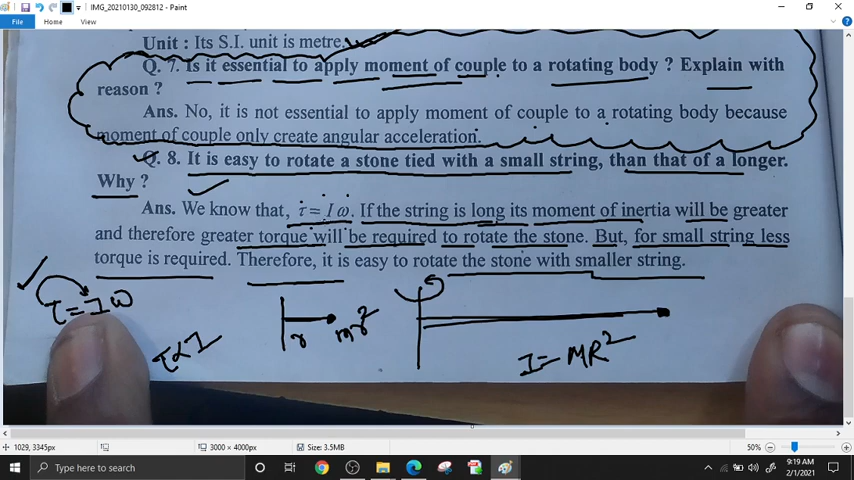 IMG_20210130_092812 - Paint
File Home View
Unit : Its S.I. unit is metre.
Q. 7. Is it essential to apply moment of couple to a rotating body ? Explain with
reason ?
Ans. No, it is not essential to apply moment of couple to a rotating body because
moment of couple only create angular acceleration.
Q. 8. It is easy to rotate a stone tied with a small string, than that of a longer.
Why ?
Ans. We know that, τ = I ω. If the string is long its moment of inertia will be greater
and therefore greater torque will be required to rotate the stone. But, for small string less
torque is required. Therefore, it is easy to rotate the stone with smaller string.
τ = I ω
τ ∝ I
r
mr²
I = MR²
1029, 3345px
3000 × 4000px
Size: 3.5MB
50%
Type here to search
9:19 AM
2/1/2021